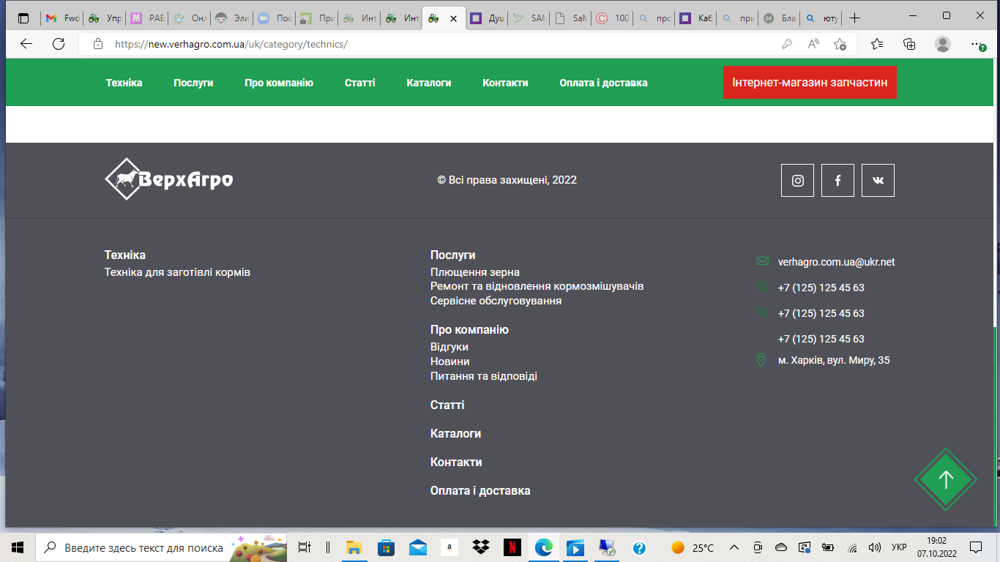 Fwd
Упр
РАБ
Онл
Эли
Пос
При
Инт
Инт
Душ
SAM
SaM
100
про
Каб
при
Бла
юту
https://new.verhagro.com.ua/uk/category/technics/
Техніка
Послуги
Про компанію
Статті
Каталоги
Контакти
Оплата і доставка
Інтернет-магазин запчастин
ВерхАгро
© Всі права захищені, 2022
Техніка
Техніка для заготівлі кормів
Послуги
Плющення зерна
Ремонт та відновлення кормозмішувачів
Сервісне обслуговування
Про компанію
Відгуки
Новини
Питання та відповіді
Статті
Каталоги
Контакти
Оплата і доставка
verhagro.com.ua@ukr.net
+7 (125) 125 45 63
+7 (125) 125 45 63
+7 (125) 125 45 63
м. Харків, вул. Миру, 35
Введите здесь текст для поиска
25°C
УКР
19:02
07.10.2022